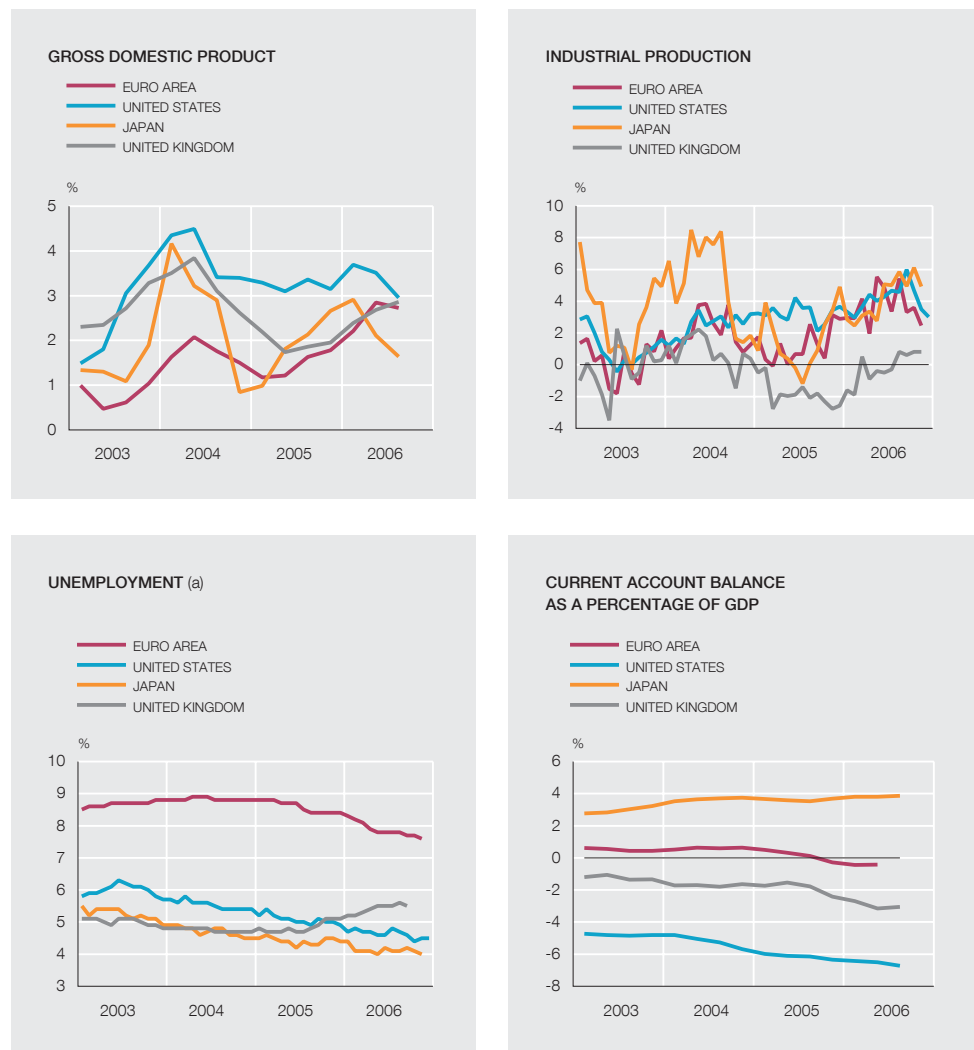 GROSS DOMESTIC PRODUCT
EURO AREA
UNITED STATES
JAPAN
UNITED KINGDOM
%
5
4
3
2
1
0
2003 2004 2005 2006
INDUSTRIAL PRODUCTION
EURO AREA
UNITED STATES
JAPAN
UNITED KINGDOM
%
10
8
6
4
2
0
-2
-4
2003 2004 2005 2006
UNEMPLOYMENT (a)
EURO AREA
UNITED STATES
JAPAN
UNITED KINGDOM
%
10
9
8
7
6
5
4
3
2003 2004 2005 2006
CURRENT ACCOUNT BALANCE
AS A PERCENTAGE OF GDP
EURO AREA
UNITED STATES
JAPAN
UNITED KINGDOM
%
6
4
2
0
-2
-4
-6
-8
2003 2004 2005 2006